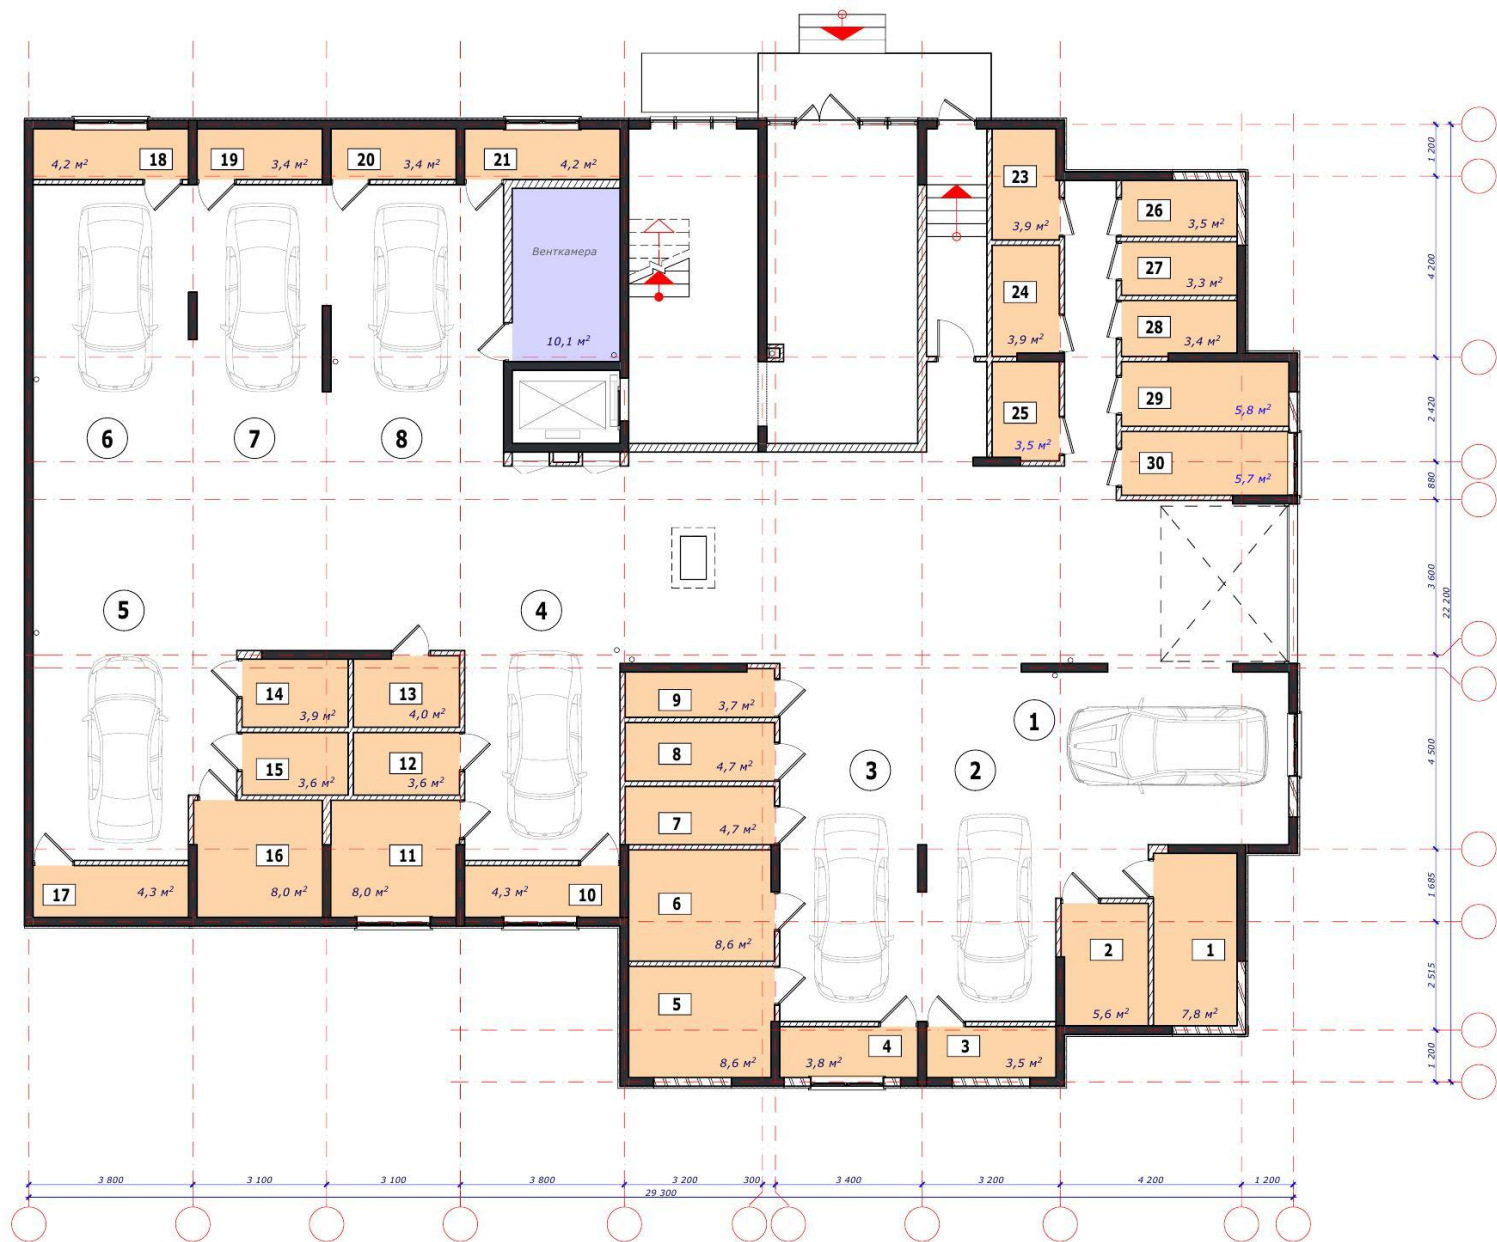 18
4,2 м²
19
3,4 м²
20
3,4 м²
21
4,2 м²
Венткамера
10,1 м²
23
3,9 м²
24
3,9 м²
25
3,5 м²
26
3,5 м²
27
3,3 м²
28
3,4 м²
29
5,8 м²
30
5,7 м²
6
7
8
5
4
14
3,9 м²
13
4,0 м²
15
3,6 м²
12
3,6 м²
16
8,0 м²
11
8,0 м²
17
4,3 м²
10
4,3 м²
9
3,7 м²
8
4,7 м²
7
4,7 м²
6
8,6 м²
5
8,6 м²
3
2
1
4
3,8 м²
3
3,5 м²
2
5,6 м²
1
7,8 м²
1 200
4 200
2 420
880
3 600
22 200
4 500
1 685
2 515
1 200
3 800
3 100
3 100
3 800
3 200
300
3 400
3 200
4 200
1 200
29 300